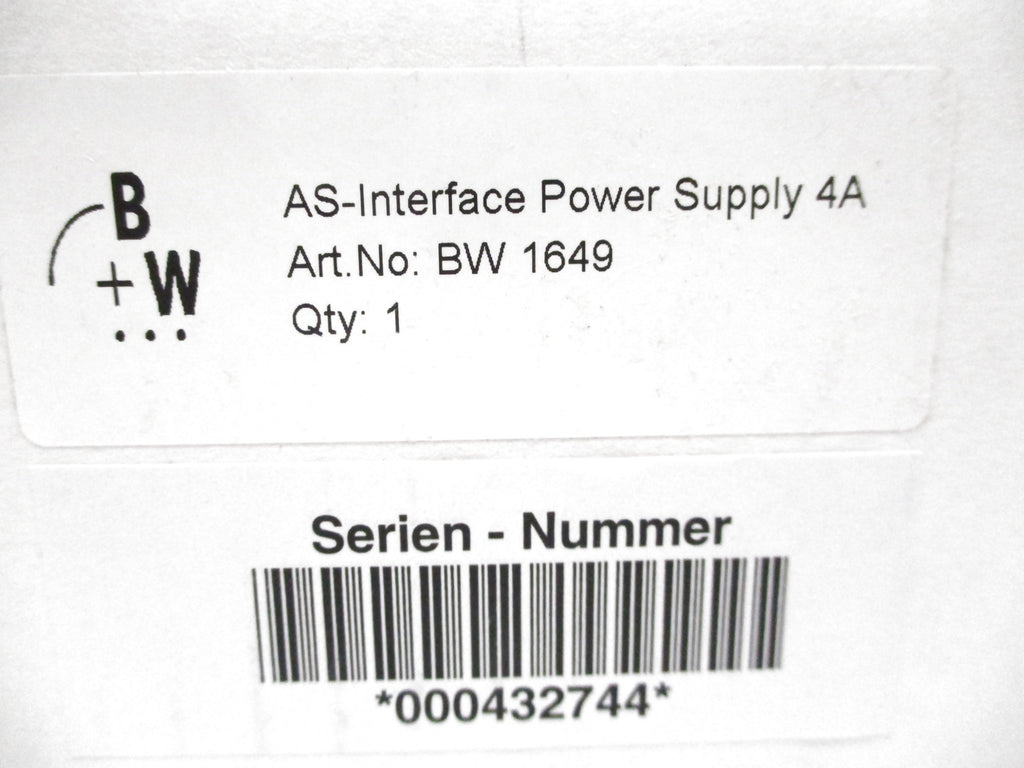 B
+W
...
AS-Interface Power Supply 4A
Art.No: BW 1649
Qty: 1
Serien - Nummer
*000432744*